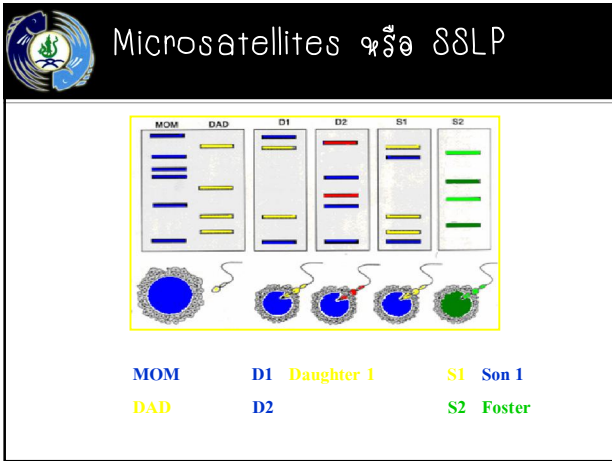 Microsatellites หรือ SSLP
MOM DAD D1 D2 S1 S2
MOM D1 Daughter 1 S1 Son 1
DAD D2 S2 Foster